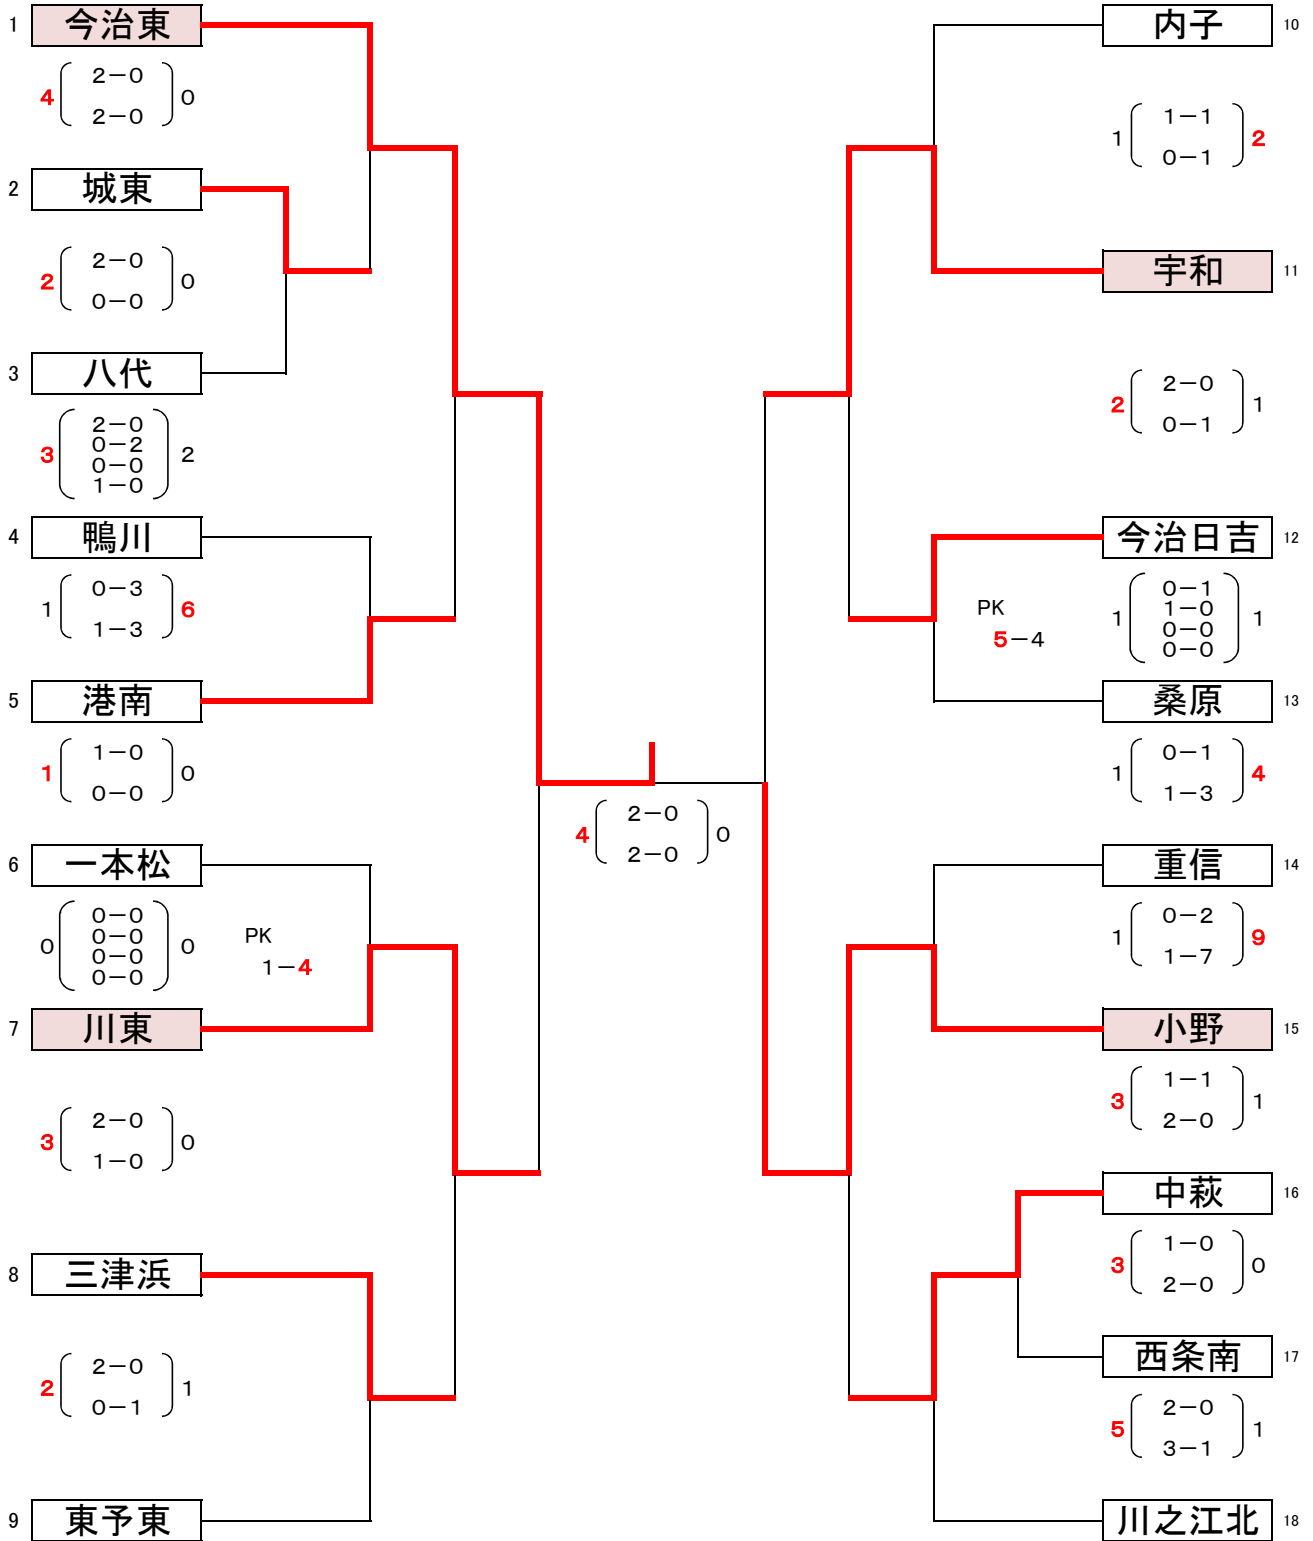 1 今治東
4 2-0 0
2-0
2 城東
2 2-0 0
0-0
3 八代
3 2-0 2
0-2
0-0
1-0
4 鴨川
1 0-3 6
1-3
5 港南
1 1-0 0
0-0
6 一本松
0 0-0 0
0-0
0-0
0-0
PK
1-4
7 川東
3 2-0 0
1-0
8 三津浜
2 2-0 1
0-1
9 東予東
4 2-0 0
2-0
内子 10
1 1-1 2
0-1
宇和 11
2 2-0 1
0-1
今治日吉 12
PK
5-4
1 0-1 1
1-0
0-0
0-0
桑原 13
1 0-1 4
1-3
重信 14
1 0-2 9
1-7
小野 15
3 1-1 1
2-0
中萩 16
3 1-0 0
2-0
西条南 17
5 2-0 1
3-1
川之江北 18